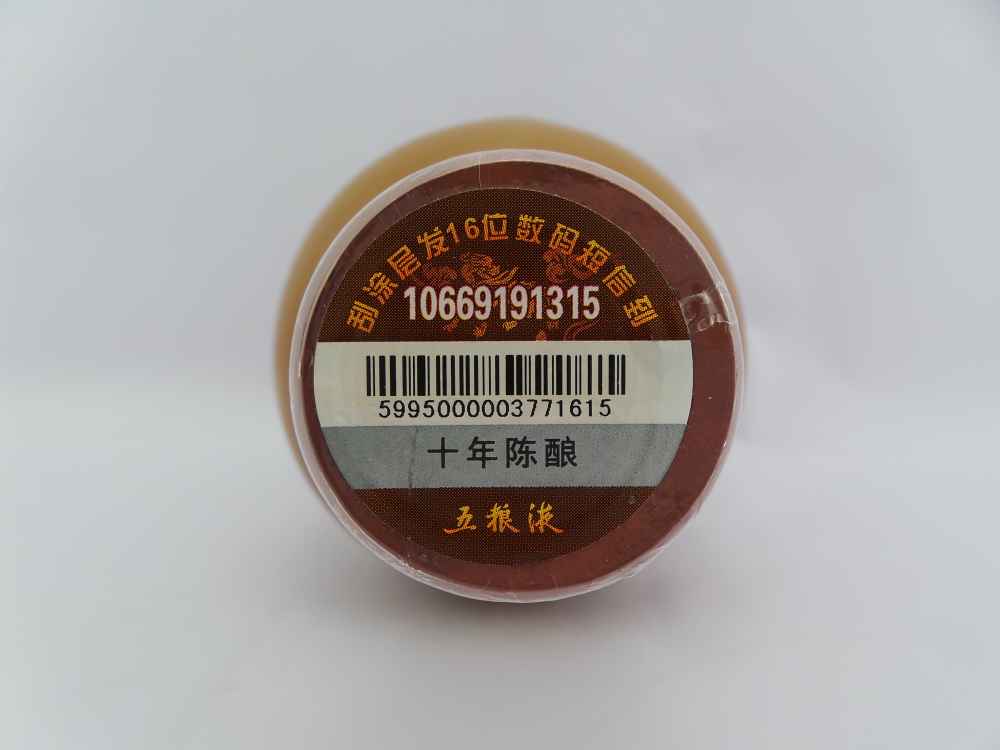 刮涂层发16位数码短信到
10669191315
5995000003771615
十年陈酿
五粮液